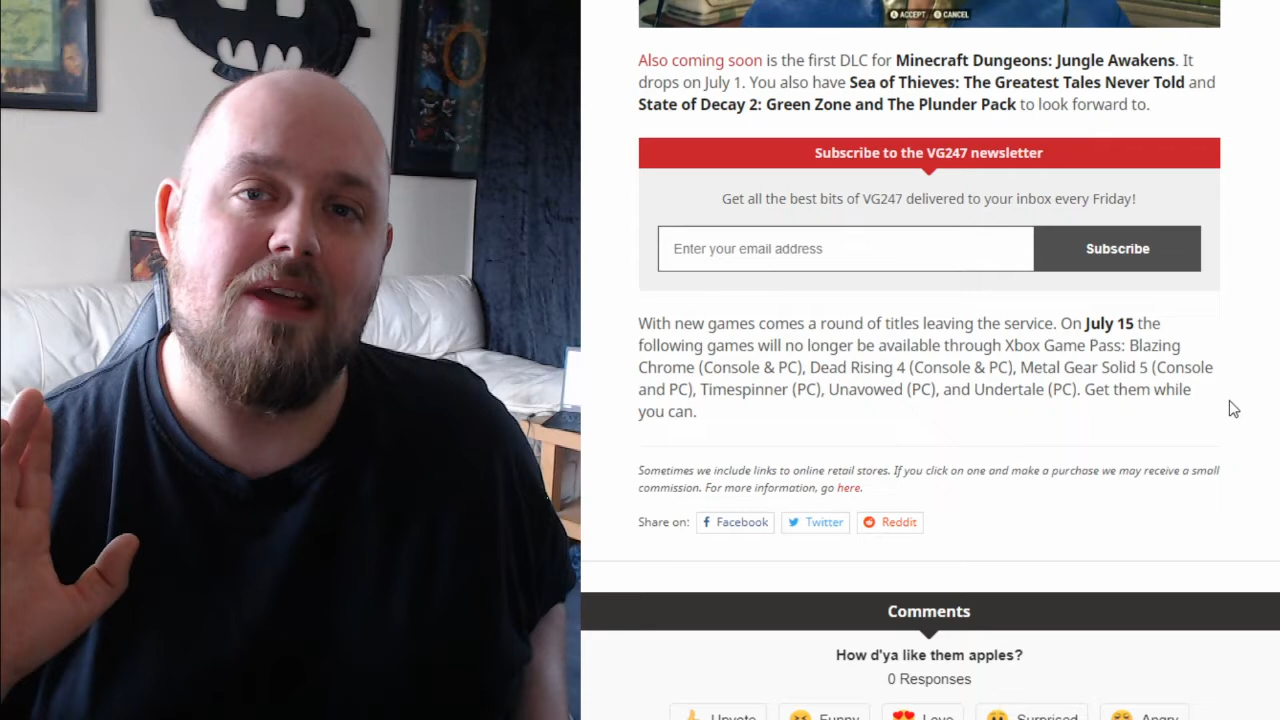 A ACCEPT B CANCEL
Also coming soon is the first DLC for Minecraft Dungeons: Jungle Awakens. It
drops on July 1. You also have Sea of Thieves: The Greatest Tales Never Told and
State of Decay 2: Green Zone and The Plunder Pack to look forward to.
Subscribe to the VG247 newsletter
Get all the best bits of VG247 delivered to your inbox every Friday!
Enter your email address
Subscribe
With new games comes a round of titles leaving the service. On July 15 the
following games will no longer be available through Xbox Game Pass: Blazing
Chrome (Console & PC), Dead Rising 4 (Console & PC), Metal Gear Solid 5 (Console
and PC), Timespinner (PC), Unavowed (PC), and Undertale (PC). Get them while
you can.
Sometimes we include links to online retail stores. If you click on one and make a purchase we may receive a small
commission. For more information, go here.
Share on: Facebook Twitter Reddit
Comments
How d'ya like them apples?
0 Responses
Upvote Funny Love Surprised Angry